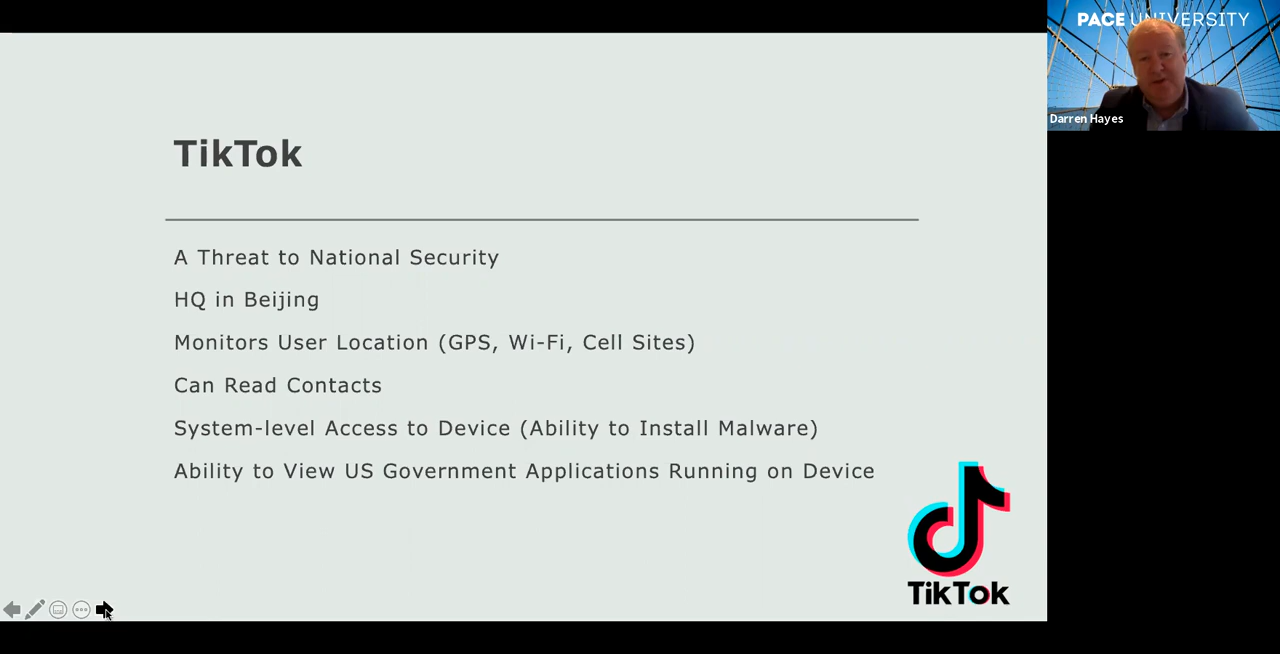 PACE UNIVERSITY
Darren Hayes
TikTok
A Threat to National Security
HQ in Beijing
Monitors User Location (GPS, Wi-Fi, Cell Sites)
Can Read Contacts
System-level Access to Device (Ability to Install Malware)
Ability to View US Government Applications Running on Device
TikTok